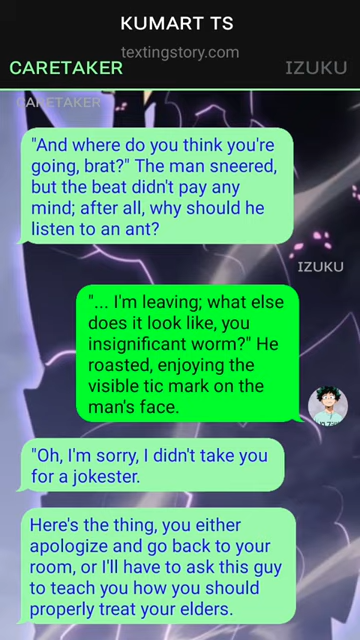 KUMART TS
textingstory.com
CARETAKER
IZUKU
CARETAKER
"And where do you think you're
going, brat?" The man sneered,
but the beat didn't pay any
mind; after all, why should he
listen to an ant?
IZUKU
"... I'm leaving; what else
does it look like, you
insignificant worm?" He
roasted, enjoying the
visible tic mark on the
man's face.
"Oh, I'm sorry, I didn't take you
for a jokester.
Here's the thing, you either
apologize and go back to your
room, or I'll have to ask this guy
to teach you how you should
properly treat your elders.